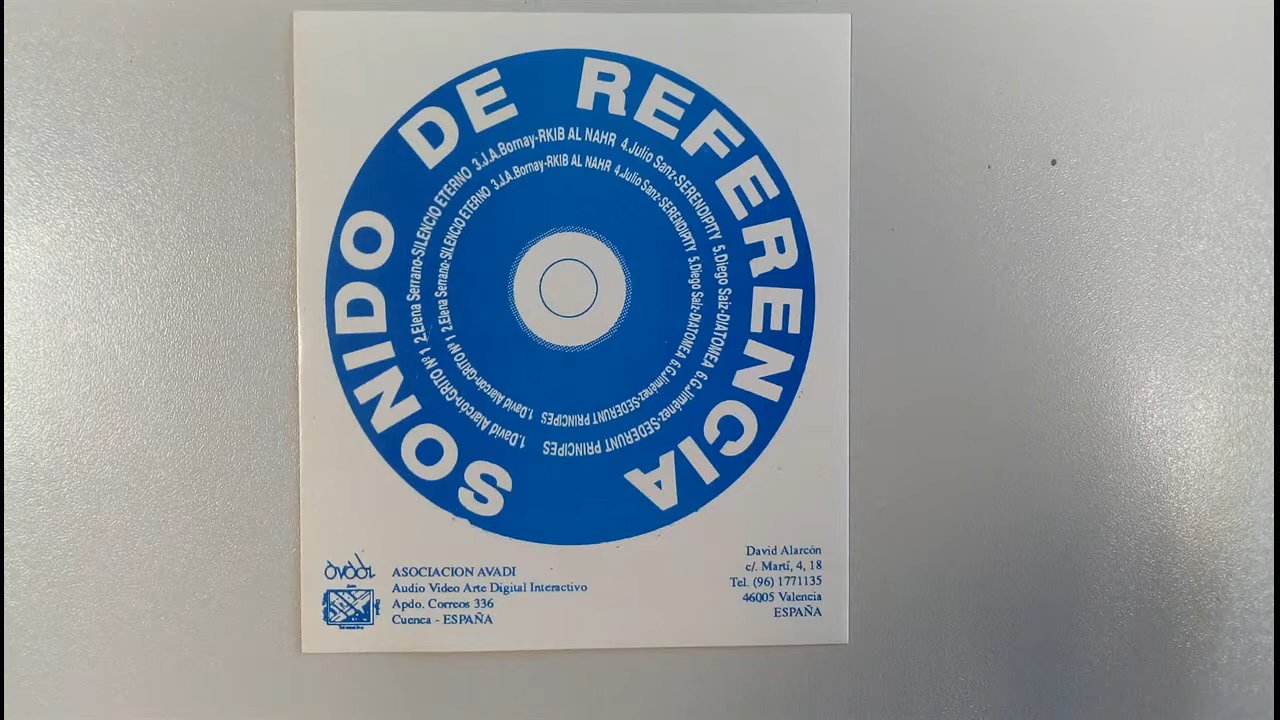 SONIDO DE REFERENCIA
1.David Alarcón-GRITO Nº 1 2.Elena Serrano-SILENCIO ETERNO 3.J.A.Bornay-RKIB AL NAHR 4.Julio Sanz-SERENDIPITY 5.Diego Saiz-DIATOMEA 6.G.Jiménez-SEDERUNT PRINCIPES
1.David Alarcón-GRITO Nº 1 2.Elena Serrano-SILENCIO ETERNO 3.J.A.Bornay-RKIB AL NAHR 4.Julio Sanz-SERENDIPITY 5.Diego Saiz-DIATOMEA 6.G.Jiménez-SEDERUNT PRINCIPES
avadi
ASOCIACION AVADI
Audio Video Arte Digital Interactivo
Apdo. Correos 336
Cuenca - ESPAÑA
David Alarcón
c/. Martí, 4, 18
Tel. (96) 1771135
46005 Valencia
ESPAÑA